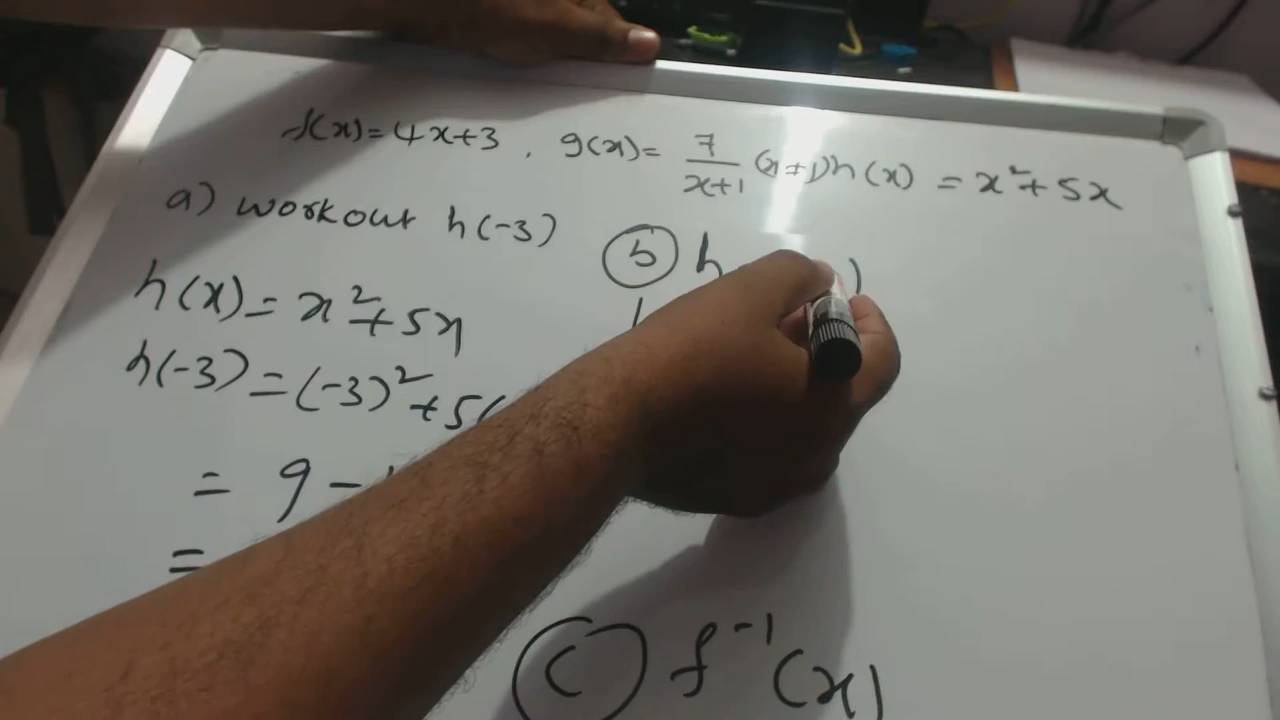 f(x)=4x+3, g(x)= 7/(x+1) (x≠1) h(x) = x²+5x
a) workout h(-3)
h(x)= x²+5x
h(-3)=(-3)²+5(
= 9-
=
(b) h )
(c) f⁻¹(x)